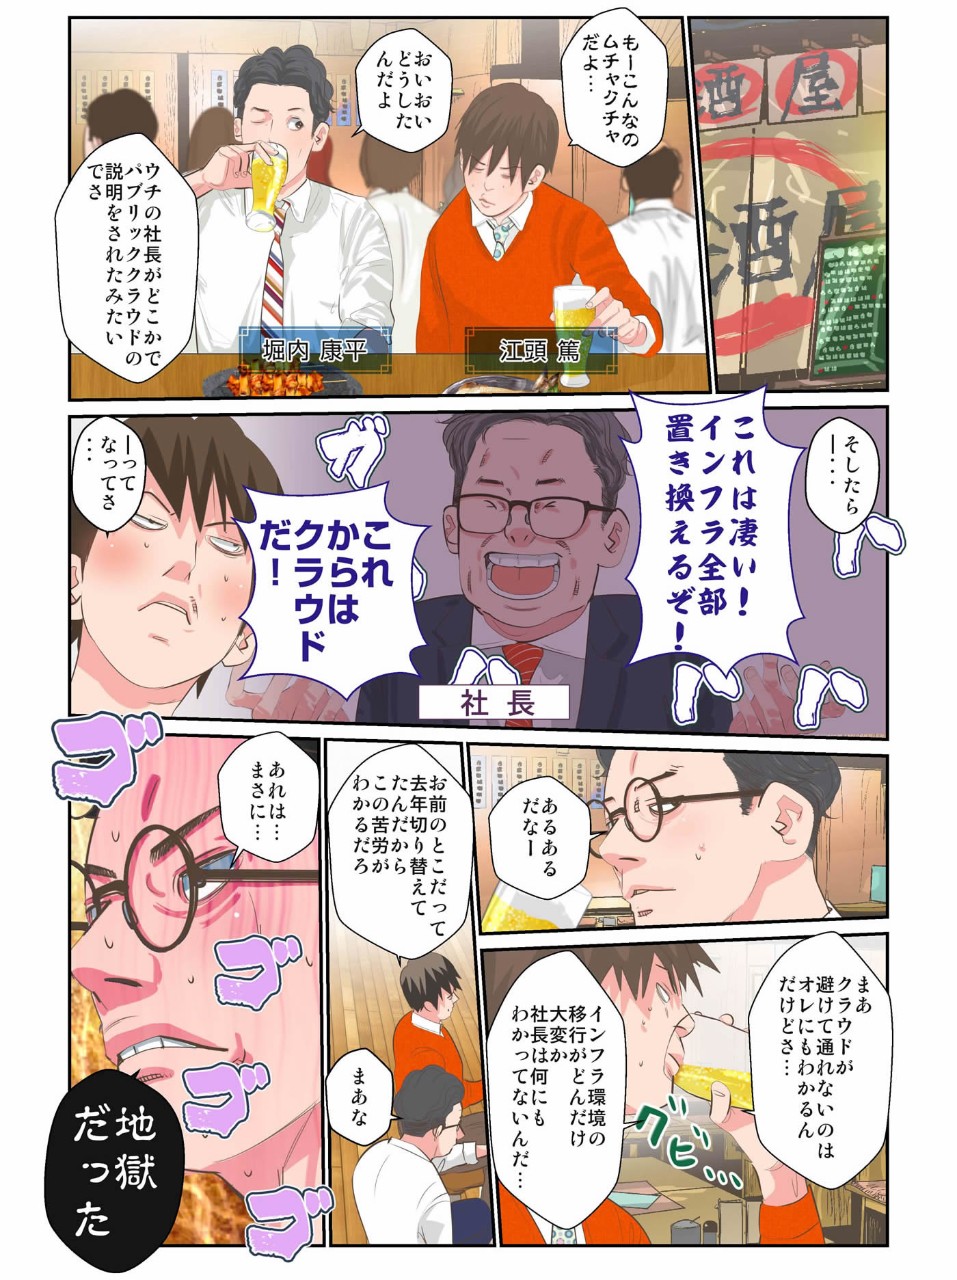 酒
屋
酒
屋
もーこんなの
ムチャクチャ
だよ…
おいおい
どうした
んだよ
ウチの社長がどこかで
パブリッククラウドの
説明をされたみたい
でさ
江頭 篤
堀内 康平
そしたら
ー…
これは凄い！
インフラ全部
置き換えるぞ！
これ
からは
クラウド
だ！
社長
ガ
ハ
ハ
ハ
ハ
ーって
なってさ
…
あるある
だなー
まあ
クラウドが
避けて通れないのは
オレにもわかるん
だけどさ…
インフラ環境の
移行がどんだけ
大変か
社長は何にも
わかってないんだ…
グビ…
お前のとこだって
去年切り替えて
たんだから
この苦労が
わかるだろ
まあな
あれは…
まさに…
ゴ
ゴ
ゴ
ゴ
地獄
だった